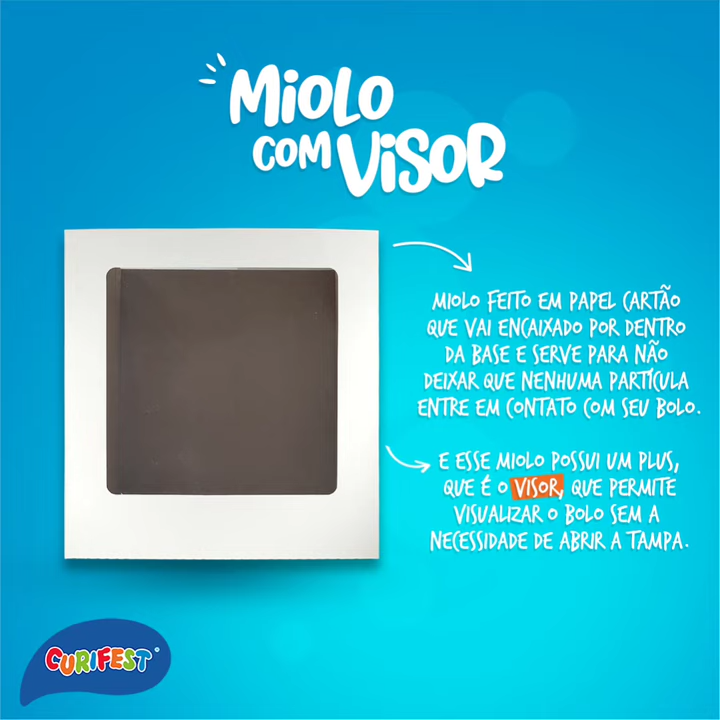 MIOLO
COM VISOR
MIOLO FEITO EM PAPEL CARTÃO
QUE VAI ENCAIXADO POR DENTRO
DA BASE E SERVE PARA NÃO
DEIXAR QUE NENHUMA PARTÍCULA
ENTRE EM CONTATO COM SEU BOLO.
E ESSE MIOLO POSSUI UM PLUS,
QUE É O VISOR, QUE PERMITE
VISUALIZAR O BOLO SEM A
NECESSIDADE DE ABRIR A TAMPA.
CURIFEST